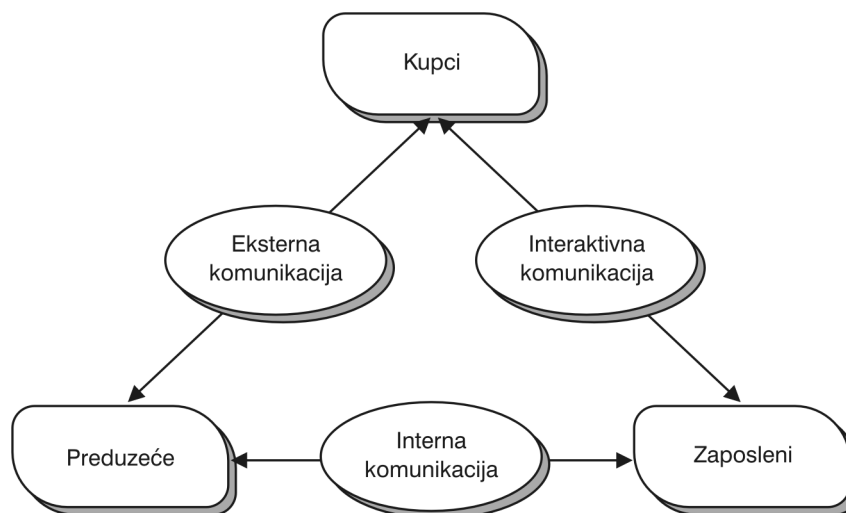 Kupci
Eksterna
komunikacija
Interaktivna
komunikacija
Preduzeće
Interna
komunikacija
Zaposleni